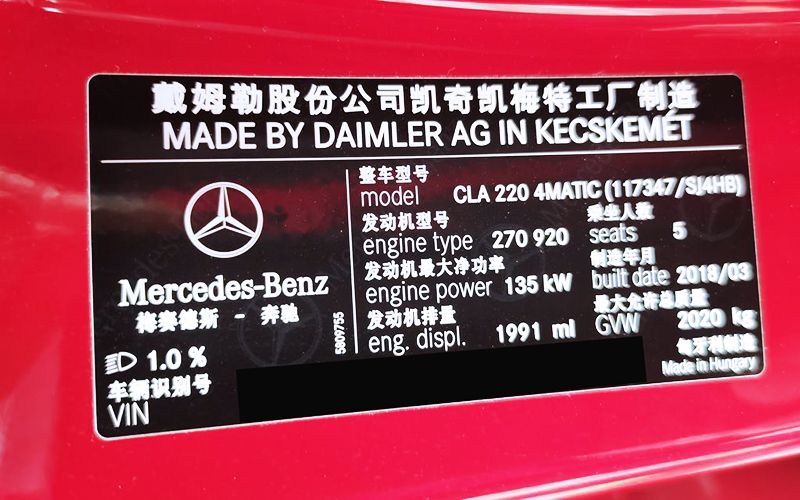 戴姆勒股份公司凯奇凯梅特工厂制造
MADE BY DAIMLER AG IN KECSKEMÉT
整车型号
model CLA 220 4MATIC (117347/S(4HB)
发动机型号 乘坐人数
engine type 270 920 seats 5
发动机最大净功率 制造年月
engine power 135 kW built date 2018/03
发动机排量 最大允许总质量
eng. displ. 1991 ml GVW 2020 kg
匈牙利制造
Made in Hungary
Mercedes-Benz
梅赛德斯 - 奔驰
5809755
1.0 %
车辆识别号
VIN